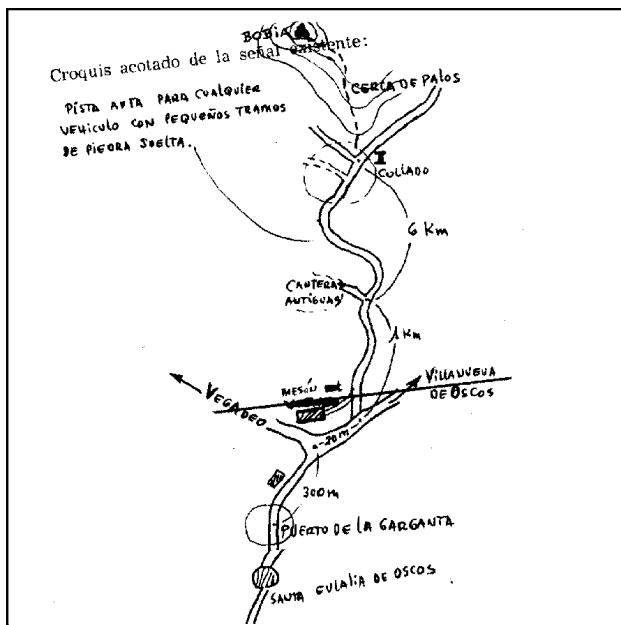 BOBIA
Croquis acotado de la señal existente:
CERCA DE PALOS
PISTA APTA PARA CUALQUIER
VEHICULO CON PEQUEÑOS TRAMOS
DE PIEDRA SUELTA.
I
COLLADO
6 Km
CANTERAS
ANTIGUAS
1 Km
MESÓN
VILLANUEVA
DE OSCOS
VEGADEO
20m
300m
PUERTO DE LA GARGANTA
SANTA EULALIA DE OSCOS